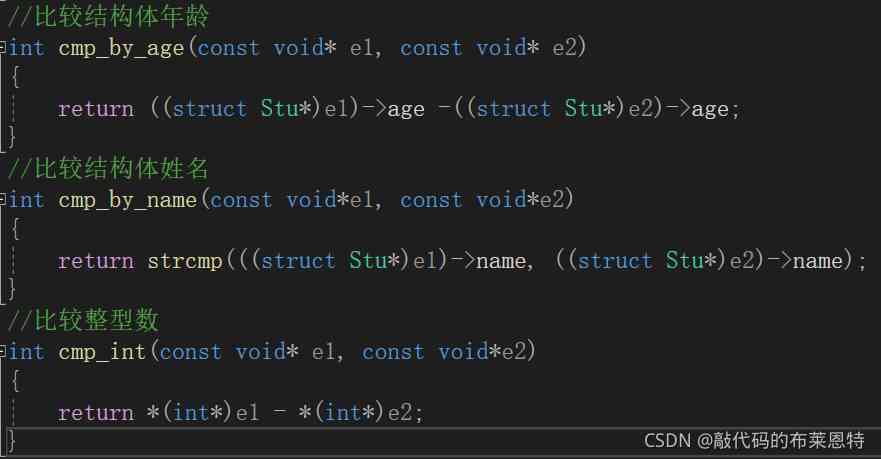 //比较结构体年龄
int cmp_by_age(const void* e1, const void* e2)
{
    return ((struct Stu*)e1)->age -((struct Stu*)e2)->age;
}
//比较结构体姓名
int cmp_by_name(const void*e1, const void*e2)
{
    return strcmp(((struct Stu*)e1)->name, ((struct Stu*)e2)->name);
}
//比较整型数
int cmp_int(const void* e1, const void*e2)
{
    return *(int*)e1 - *(int*)e2;
}
CSDN @敲代码的布莱恩特